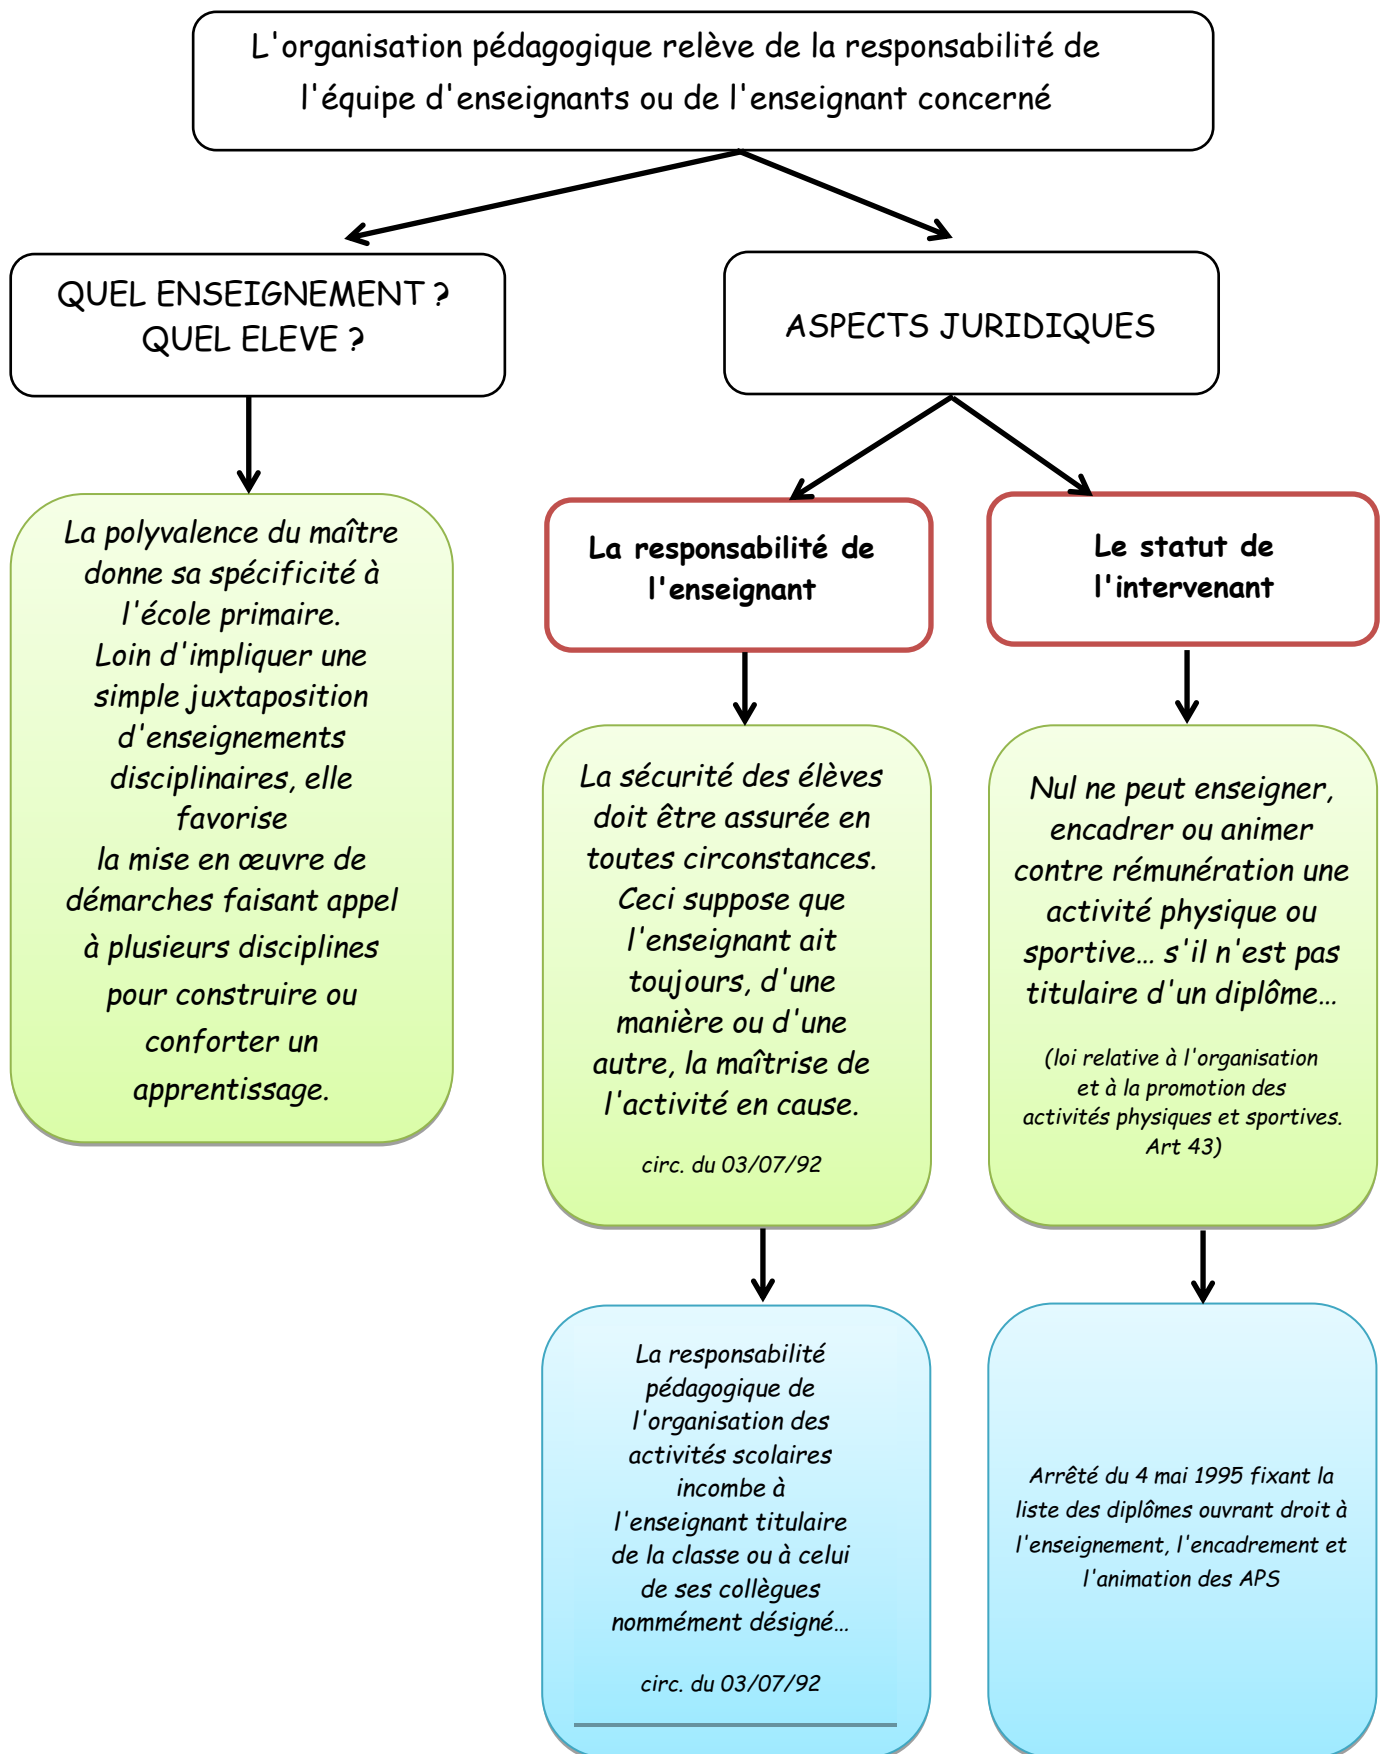 L'organisation pédagogique relève de la responsabilité de
l'équipe d'enseignants ou de l'enseignant concerné
QUEL ENSEIGNEMENT ?
QUEL ELEVE ?
ASPECTS JURIDIQUES
La polyvalence du maître
donne sa spécificité à
l'école primaire.
Loin d'impliquer une
simple juxtaposition
d'enseignements
disciplinaires, elle
favorise
la mise en œuvre de
démarches faisant appel
à plusieurs disciplines
pour construire ou
conforter un
apprentissage.
La responsabilité de
l'enseignant
La sécurité des élèves
doit être assurée en
toutes circonstances.
Ceci suppose que
l'enseignant ait
toujours, d'une
manière ou d'une
autre, la maîtrise de
l'activité en cause.
circ. du 03/07/92
La responsabilité
pédagogique de
l'organisation des
activités scolaires
incombe à
l'enseignant titulaire
de la classe ou à celui
de ses collègues
nommément désigné…
circ. du 03/07/92
Le statut de
l'intervenant
Nul ne peut enseigner,
encadrer ou animer
contre rémunération une
activité physique ou
sportive… s'il n'est pas
titulaire d'un diplôme…
(loi relative à l'organisation
et à la promotion des
activités physiques et sportives.
Art 43)
Arrêté du 4 mai 1995 fixant la
liste des diplômes ouvrant droit à
l'enseignement, l'encadrement et
l'animation des APS